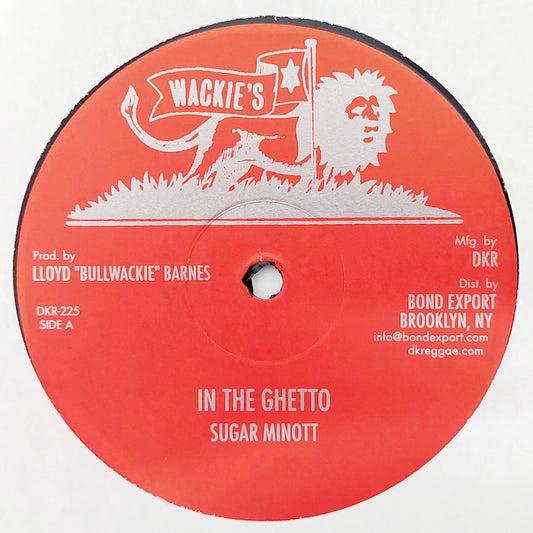 WACKIE'S
Prod. by
LLOYD "BULLWACKIE" BARNES
DKR-225
SIDE A
Mfg. by
DKR
Dist. by
BOND EXPORT
BROOKLYN, NY
info@bondexport.com
dkreggae.com
IN THE GHETTO
SUGAR MINOTT